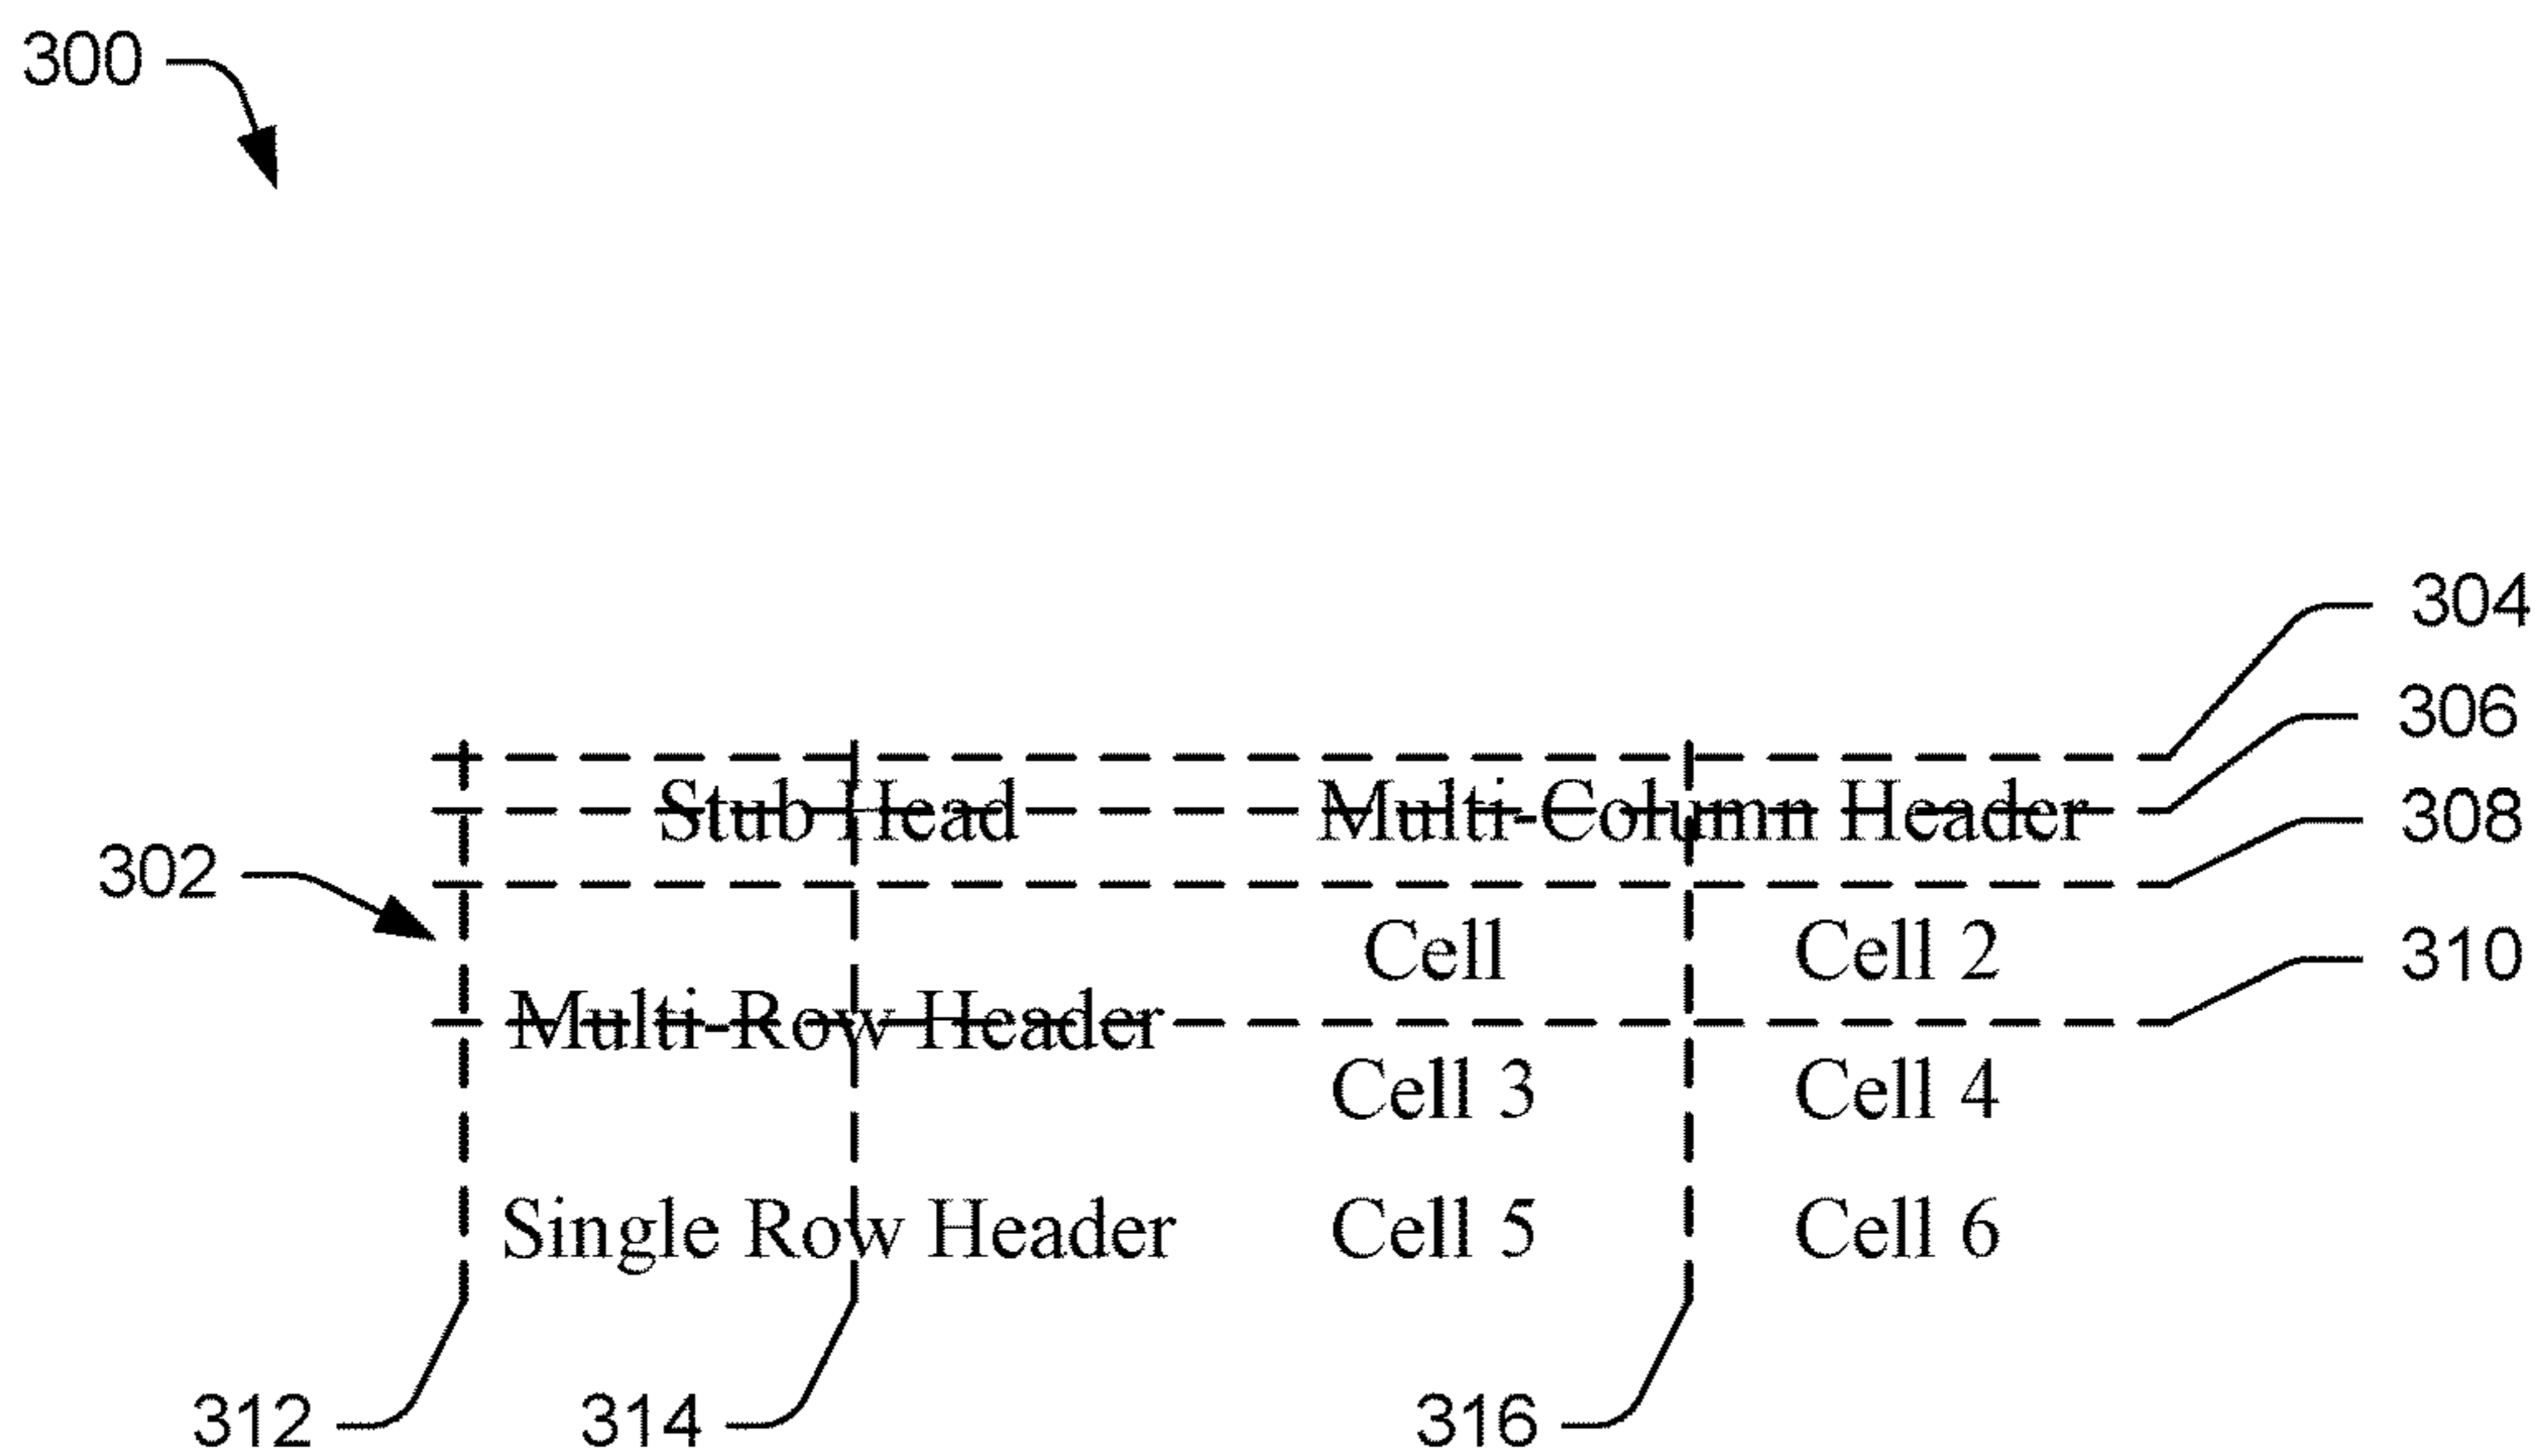 300
304
306
Stub Head Multi-Column Header
308
302
Cell Cell 2
310
Multi-Row Header
Cell 3 Cell 4
Single Row Header Cell 5 Cell 6
312 314 316